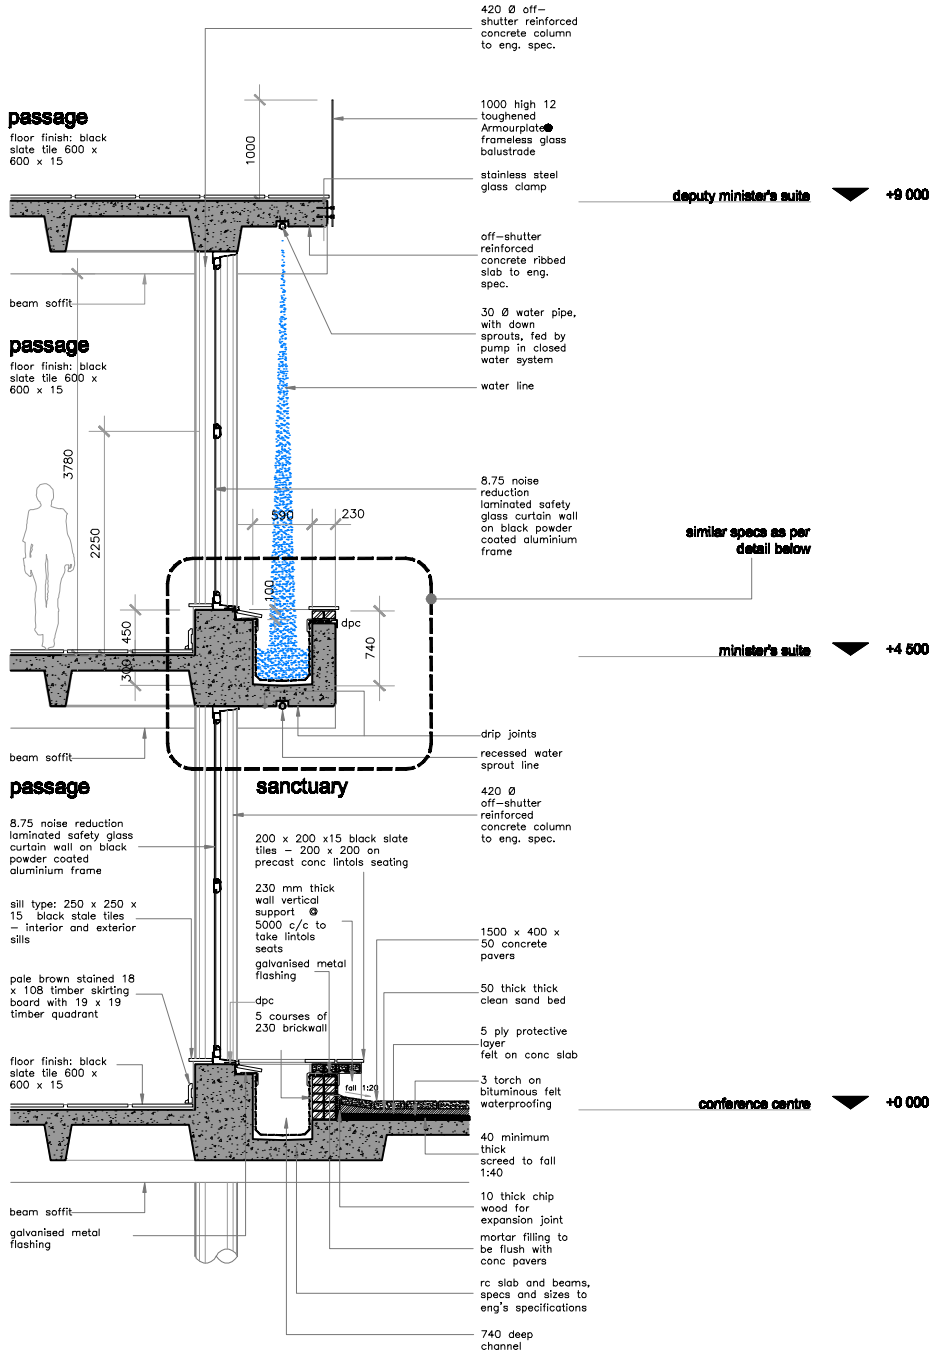 420 Ø off-
shutter reinforced
concrete column
to eng. spec.
passage
floor finish: black
slate tile 600 x
600 x 15
1000
1000 high 12
toughened
Armourplate®
frameless glass
balustrade
stainless steel
glass clamp
deputy minister's suite
+9 000
off-shutter
reinforced
concrete ribbed
slab to eng.
spec.
beam soffit
30 Ø water pipe,
with down
sprouts, fed by
pump in closed
water system
passage
floor finish: black
slate tile 600 x
600 x 15
water line
3780
2250
8.75 noise
reduction
laminated safety
glass curtain wall
on black powder
coated aluminium
frame
590
230
similar specs as per
detail below
100
450
300
dpc
740
minister's suite
+4 500
drip joints
recessed water
sprout line
beam soffit
passage
sanctuary
420 Ø
off-shutter
reinforced
concrete column
to eng. spec.
8.75 noise reduction
laminated safety glass
curtain wall on black
powder coated
aluminium frame
200 x 200 x15 black slate
tiles - 200 x 200 on
precast conc lintols seating
sill type: 250 x 250 x
15 black stale tiles
- interior and exterior
sills
230 mm thick
wall vertical
support @
5000 c/c to
take lintols
seats
galvanised metal
flashing
1500 x 400 x
50 concrete
pavers
pale brown stained 18
x 108 timber skirting
board with 19 x 19
timber quadrant
dpc
5 courses of
230 brickwall
50 thick thick
clean sand bed
5 ply protective
layer
felt on conc slab
floor finish: black
slate tile 600 x
600 x 15
fall 1:20
3 torch on
bituminous felt
waterproofing
conference centre
+0 000
40 minimum
thick
screed to fall
1:40
10 thick chip
wood for
expansion joint
beam soffit
galvanised metal
flashing
mortar filling to
be flush with
conc pavers
rc slab and beams,
specs and sizes to
eng's specifications
740 deep
channel